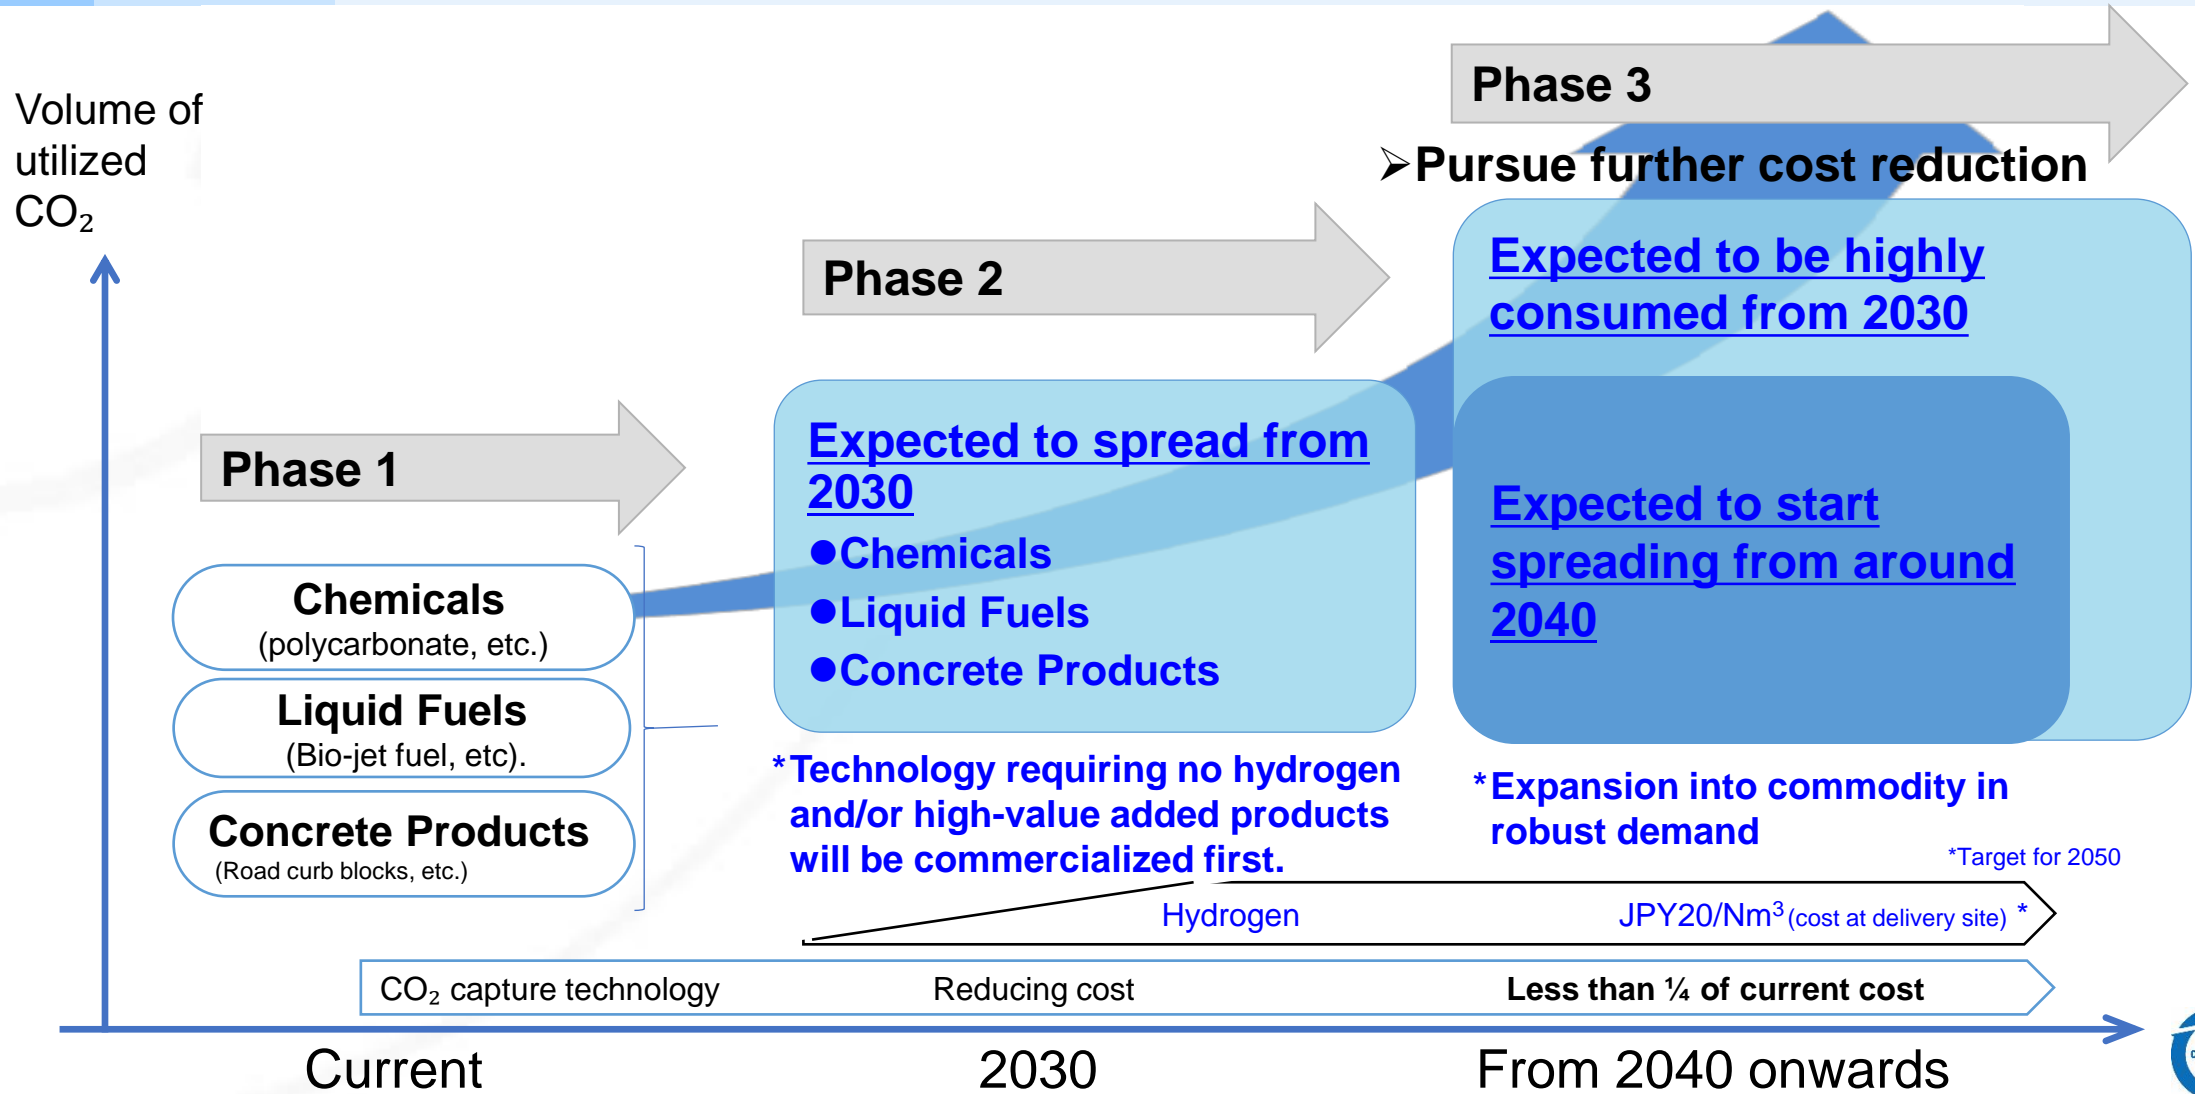 Volume of
utilized
CO₂
Phase 1
Chemicals
(polycarbonate, etc.)
Liquid Fuels
(Bio-jet fuel, etc).
Concrete Products
(Road curb blocks, etc.)
Phase 2
Expected to spread from
2030
●Chemicals
●Liquid Fuels
●Concrete Products
*Technology requiring no hydrogen
and/or high-value added products
will be commercialized first.
Phase 3
➢Pursue further cost reduction
Expected to be highly
consumed from 2030
Expected to start
spreading from around
2040
*Expansion into commodity in
robust demand
*Target for 2050
Hydrogen JPY20/Nm³ (cost at delivery site) *
CO₂ capture technology Reducing cost Less than ¼ of current cost
Current 2030 From 2040 onwards